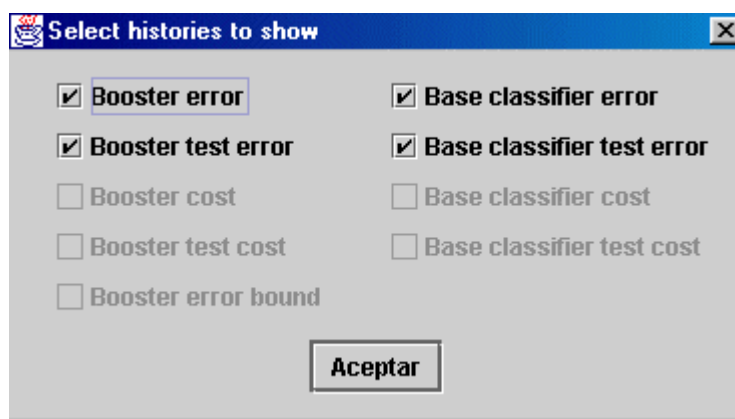 Select histories to show
Booster error
Base classifier error
Booster test error
Base classifier test error
Booster cost
Base classifier cost
Booster test cost
Base classifier test cost
Booster error bound
Aceptar